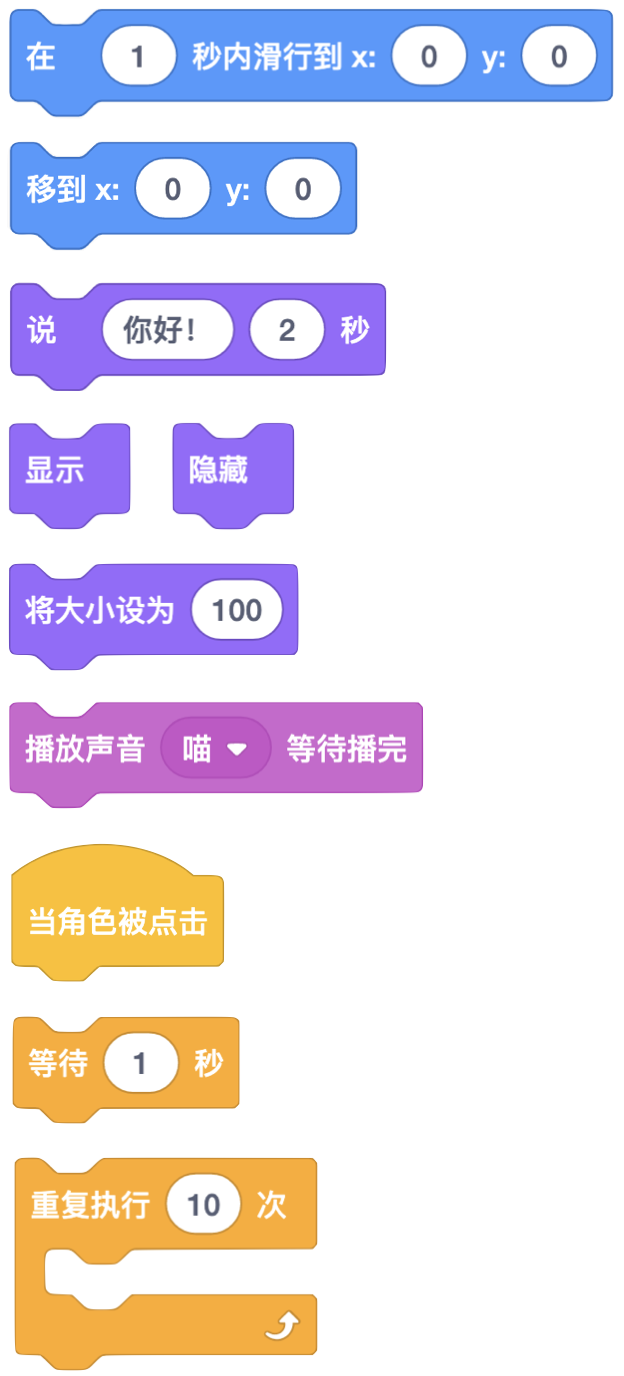 在 1 秒内滑行到 x: 0 y: 0
移到 x: 0 y: 0
说 你好! 2 秒
显示 隐藏
将大小设为 100
播放声音 喵 等待播完
当角色被点击
等待 1 秒
重复执行 10 次